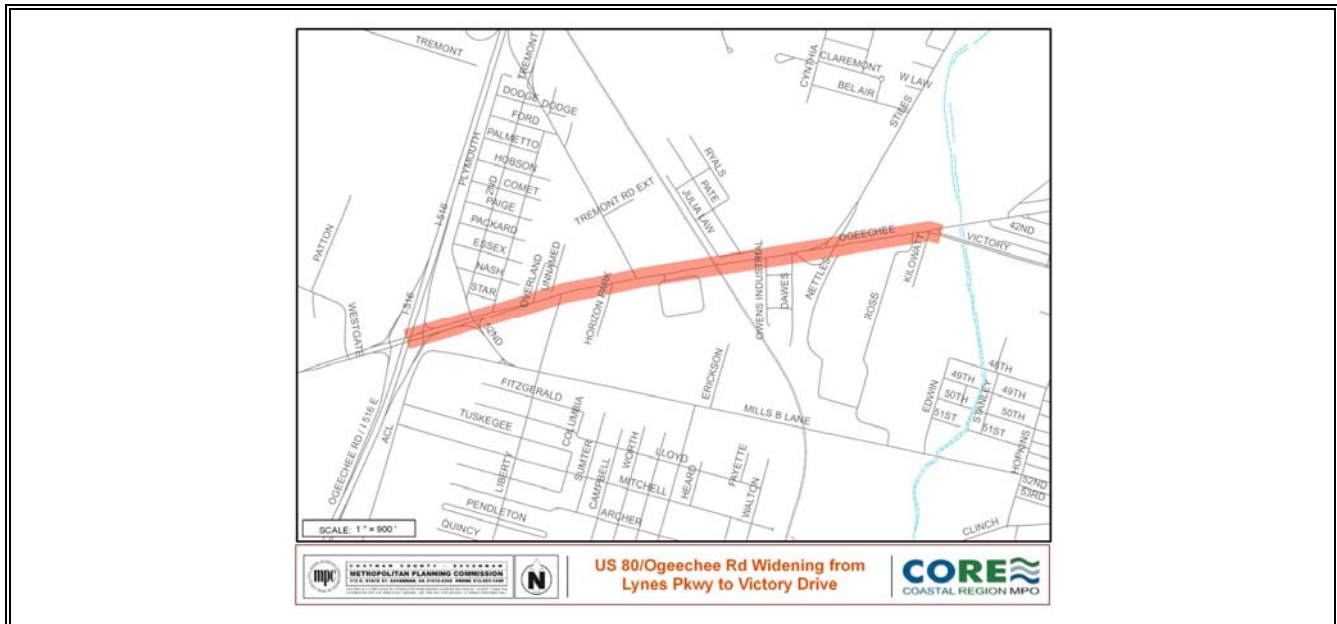 TREMONT
TREMONT
CYNTHIA
CLAREMONT
W LAW
BEL AIR
STILES
DODGE DODGE
FORD
PALMETTO
PLYMOUTH
HOBSON
2ND
COMET
PAIGE
PACKARD
ESSEX
NASH
STAR
I-516
I-516
PATTON
WESTGATE
RYALS
PATE
JULIA LAW
TREMONT RD EXT
OVERLAND
UNNAMED
HORIZON PARK
OWENS INDUSTRIAL
DAWES
NETTLES
OGEECHEE
KILOWATT
ROSS
42ND
VICTORY
52ND
FITZGERALD
COLUMBIA
TUSKEGEE
ERICKSON
MILLS B LANE
EDWIN
48TH
49TH
49TH
50TH
50TH
51ST
51ST
STANLEY
HOPKINS
52ND
53RD
CLINCH
OGEECHEE RD / I 516 E
ACL
LIBERTY
SUMTER
CAMPBELL
WORTH
LLOYD
MITCHELL
HEARD
FAYETTE
WALTON
ARCHER
PENDLETON
QUINCY
SCALE: 1 " = 900 '
mpc
CHATHAM COUNTY - SAVANNAH
METROPOLITAN PLANNING COMMISSION
N
US 80/Ogeechee Rd Widening from
Lynes Pkwy to Victory Drive
CORE
COASTAL REGION MPO